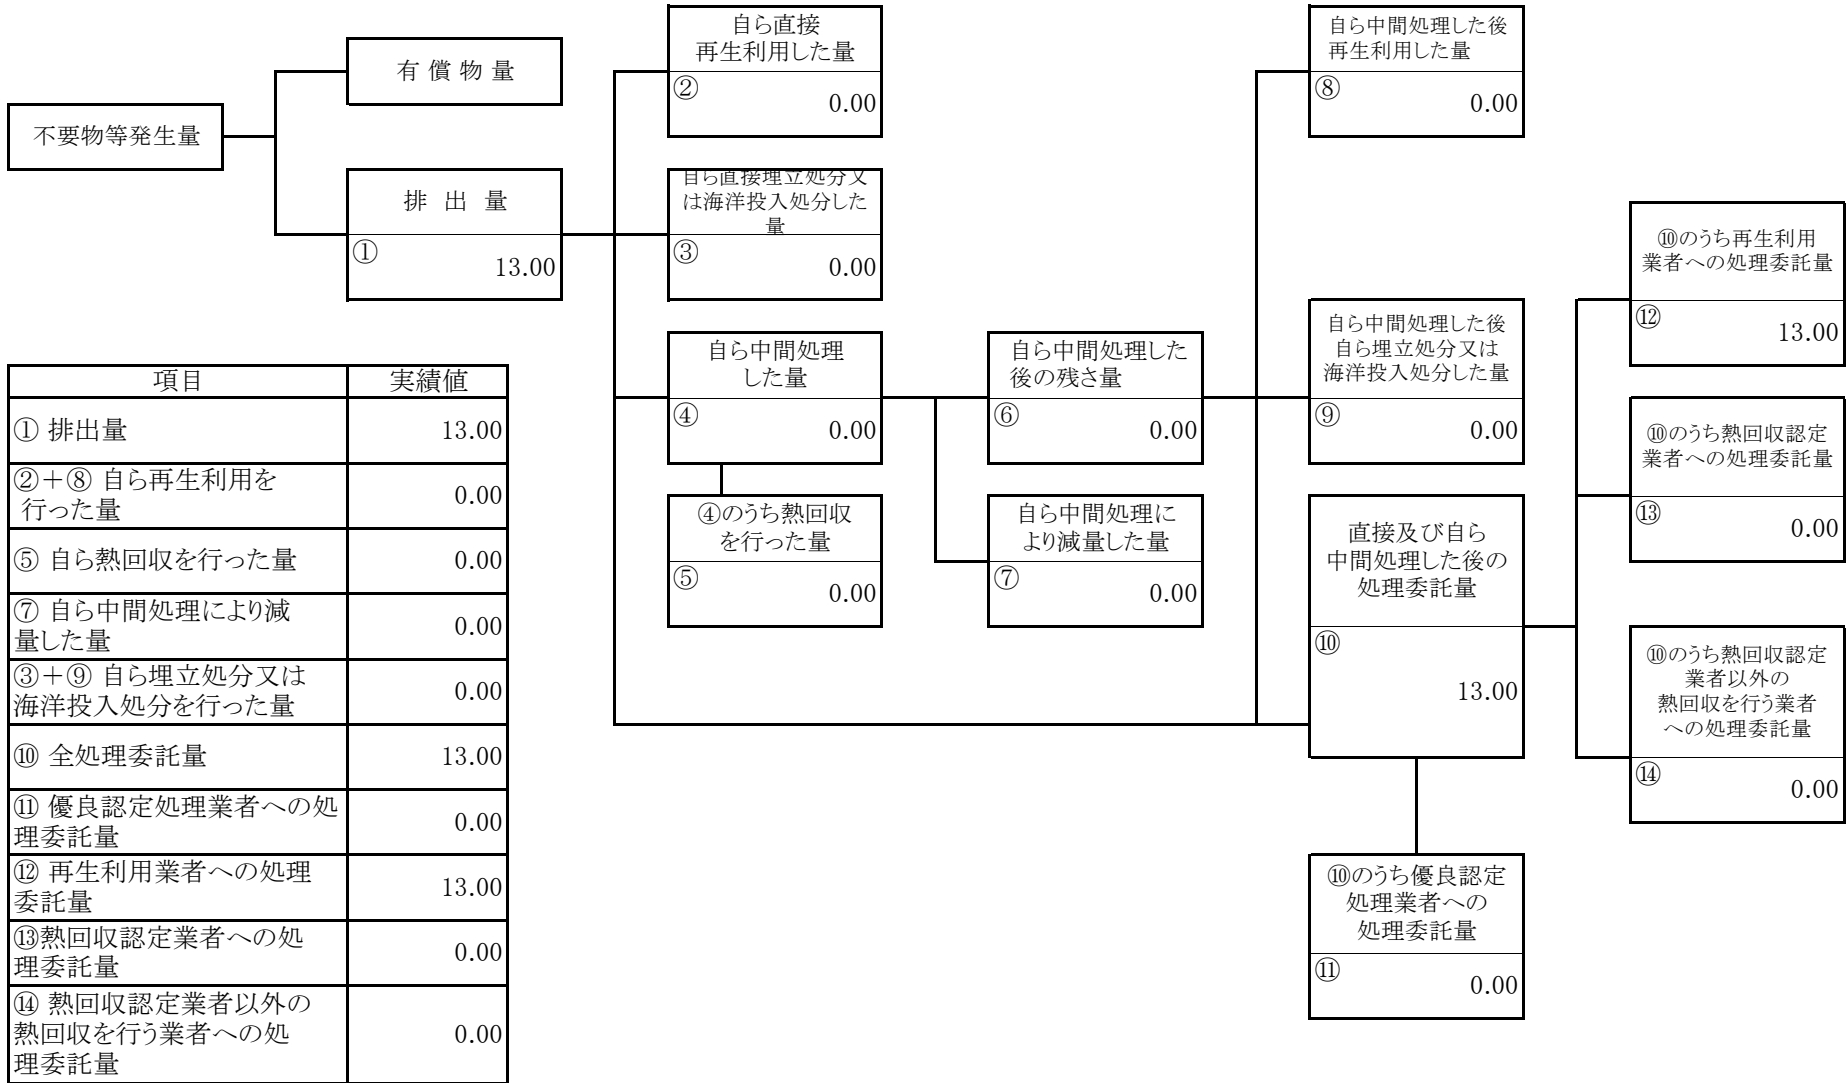 不要物等発生量
有 償 物 量
排 出 量
①
13.00
自ら直接
再生利用した量
②
0.00
自ら直接埋立処分又
は海洋投入処分した
量
③
0.00
自ら中間処理
した量
④
0.00
④のうち熱回収
を行った量
⑤
0.00
自ら中間処理した
後の残さ量
⑥
0.00
自ら中間処理に
より減量した量
⑦
0.00
自ら中間処理した後
再生利用した量
⑧
0.00
自ら中間処理した後
自ら埋立処分又は
海洋投入処分した量
⑨
0.00
直接及び自ら
中間処理した後の
処理委託量
⑩
13.00
⑩のうち優良認定
処理業者への
処理委託量
⑪
0.00
⑩のうち再生利用
業者への処理委託量
⑫
13.00
⑩のうち熱回収認定
業者への処理委託量
⑬
0.00
⑩のうち熱回収認定
業者以外の
熱回収を行う業者
への処理委託量
⑭
0.00
項目 実績値
① 排出量 13.00
②+⑧ 自ら再生利用を
行った量 0.00
⑤ 自ら熱回収を行った量 0.00
⑦ 自ら中間処理により減
量した量 0.00
③+⑨ 自ら埋立処分又は
海洋投入処分を行った量 0.00
⑩ 全処理委託量 13.00
⑪ 優良認定処理業者への処
理委託量 0.00
⑫ 再生利用業者への処理
委託量 13.00
⑬熱回収認定業者への処
理委託量 0.00
⑭ 熱回収認定業者以外の
熱回収を行う業者への処
理委託量 0.00